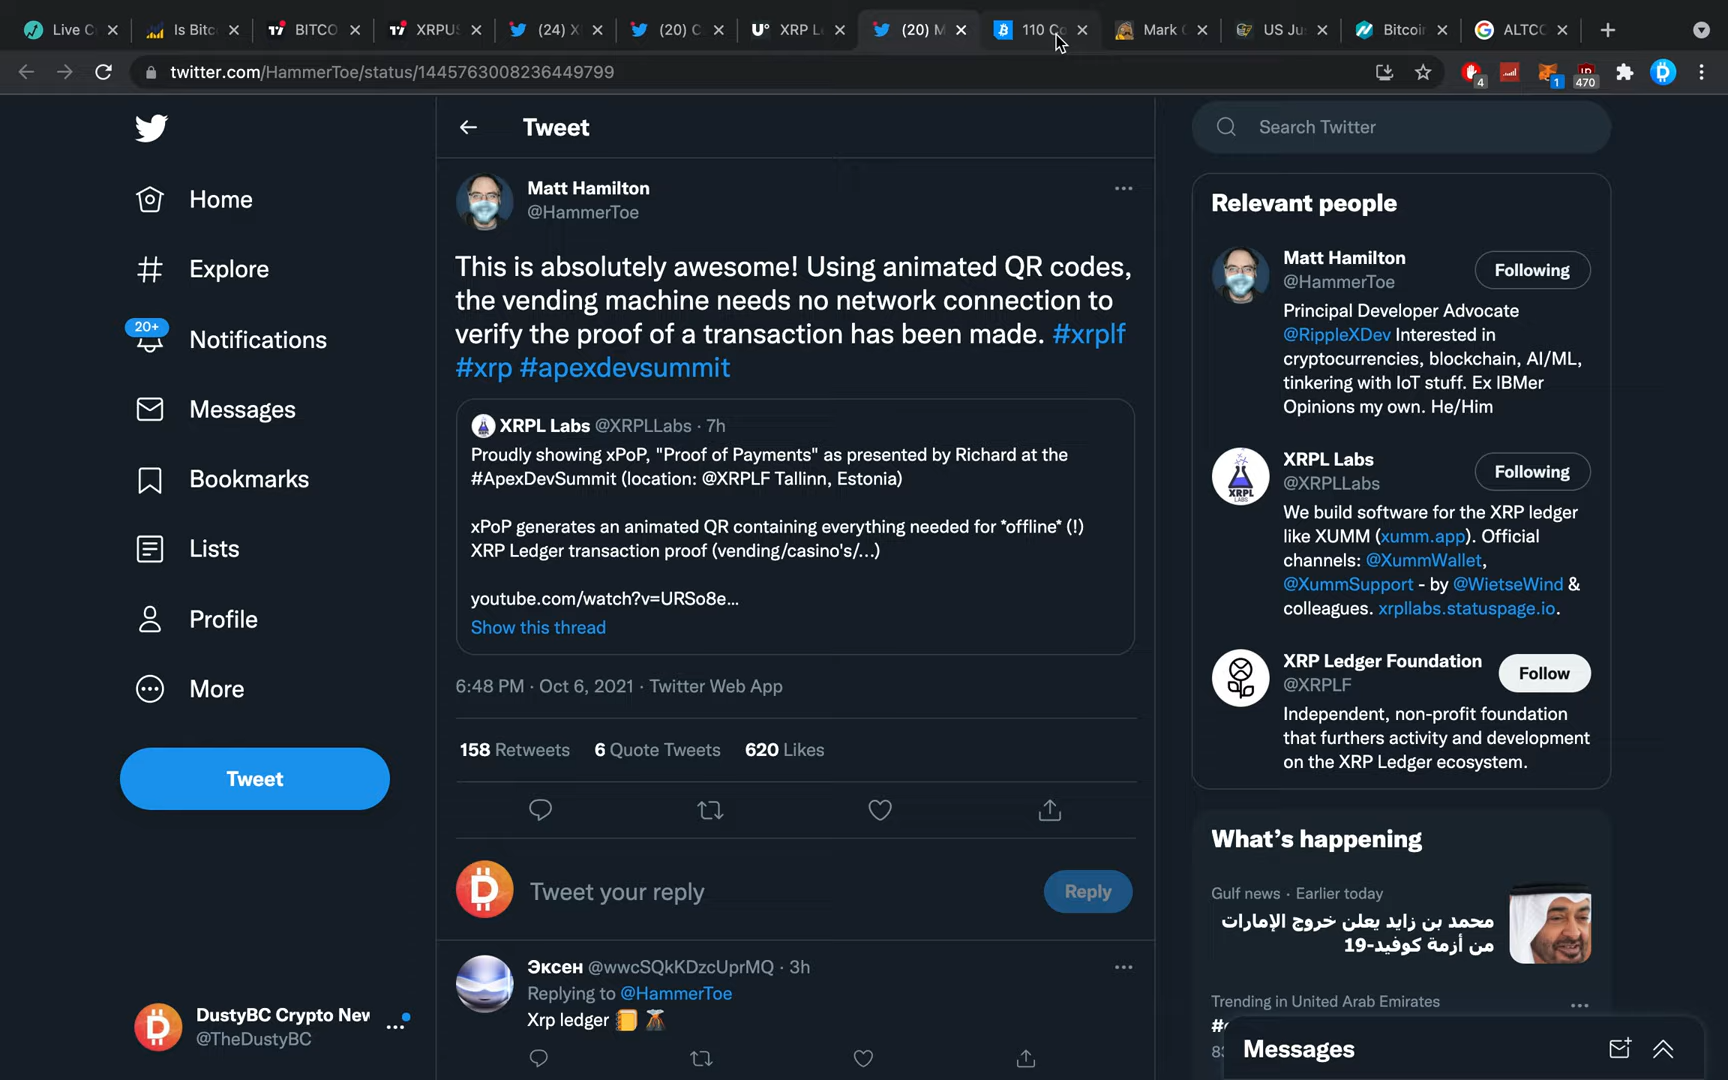 Live C
Is Bitc
BITCO
XRPUS
(24) X
(20) C
XRP L
(20) M
110 Co
Mark C
US Ju
Bitcoin
ALTCO
twitter.com/HammerToe/status/1445763008236449799
4
1
470
Home
Explore
20+
Notifications
Messages
Bookmarks
Lists
Profile
More
Tweet
DustyBC Crypto New
@TheDustyBC
Tweet
Matt Hamilton
@HammerToe
This is absolutely awesome! Using animated QR codes,
the vending machine needs no network connection to
verify the proof of a transaction has been made. #xrplf
#xrp #apexdevsummit
XRPL Labs @XRPLLabs · 7h
Proudly showing xPoP, "Proof of Payments" as presented by Richard at the
#ApexDevSummit (location: @XRPLF Tallinn, Estonia)
xPoP generates an animated QR containing everything needed for *offline* (!)
XRP Ledger transaction proof (vending/casino's/...)
youtube.com/watch?v=URSo8e...
Show this thread
6:48 PM · Oct 6, 2021 · Twitter Web App
158 Retweets 6 Quote Tweets 620 Likes
Tweet your reply
Reply
Эксен @wwcSQkKDzcUprMQ · 3h
Replying to @HammerToe
Xrp ledger 📒 🌋
Search Twitter
Relevant people
Matt Hamilton
@HammerToe
Following
Principal Developer Advocate
@RippleXDev Interested in
cryptocurrencies, blockchain, AI/ML,
tinkering with IoT stuff. Ex IBMer
Opinions my own. He/Him
XRPL
LABS
XRPL Labs
@XRPLLabs
Following
We build software for the XRP ledger
like XUMM (xumm.app). Official
channels: @XummWallet,
@XummSupport - by @WietseWind &
colleagues. xrpllabs.statuspage.io.
XRP Ledger Foundation
@XRPLF
Follow
Independent, non-profit foundation
that furthers activity and development
on the XRP Ledger ecosystem.
What's happening
Gulf news · Earlier today
محمد بن زايد يعلن خروج الإمارات
من أزمة كوفيد-19
Trending in United Arab Emirates
Messages